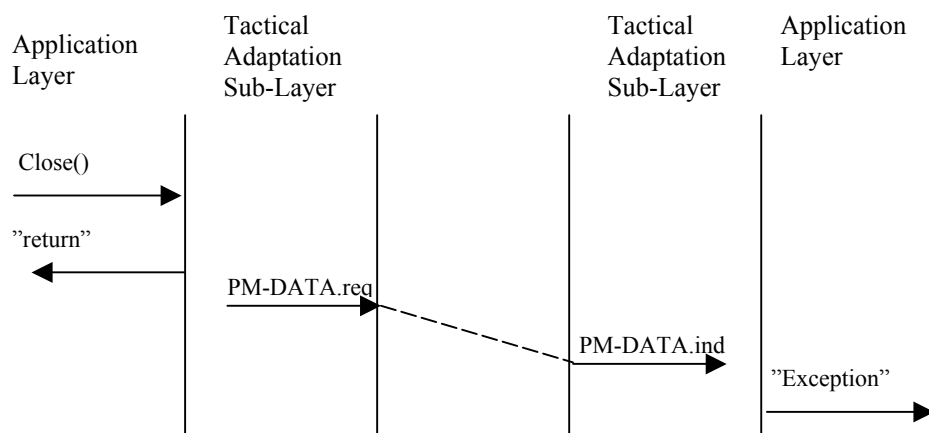 Application
Layer
Tactical
Adaptation
Sub-Layer
Tactical
Adaptation
Sub-Layer
Application
Layer
Close()
”return”
PM-DATA.req
PM-DATA.ind
”Exception”